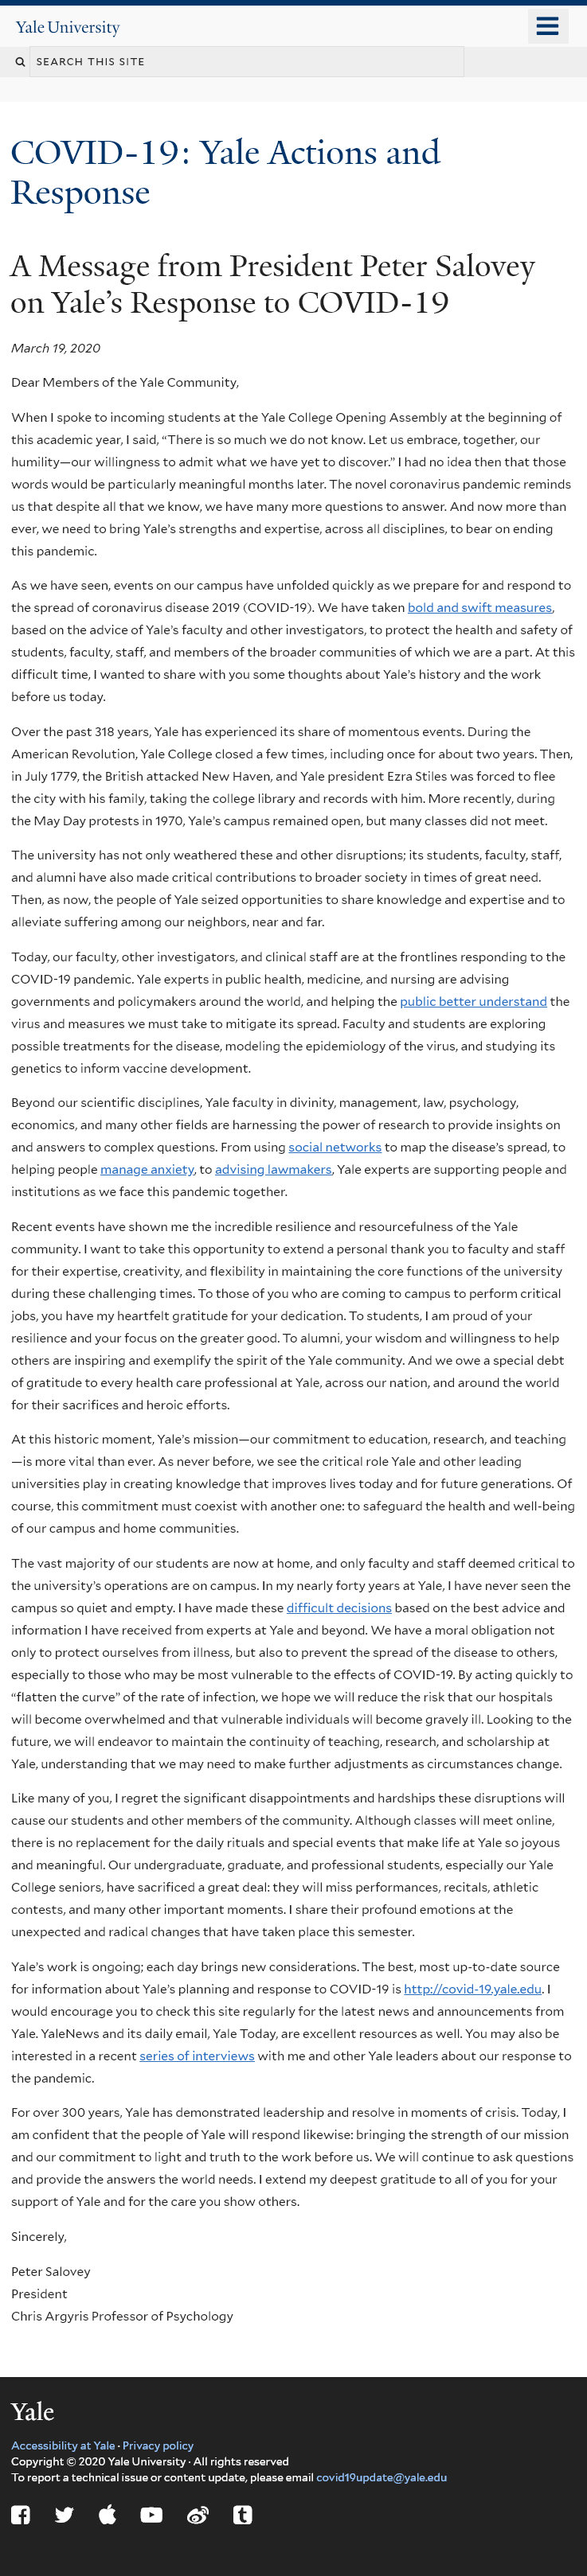 Yale University
SEARCH THIS SITE
COVID-19: Yale Actions and
Response
A Message from President Peter Salovey
on Yale’s Response to COVID-19
March 19, 2020
Dear Members of the Yale Community,
When I spoke to incoming students at the Yale College Opening Assembly at the beginning of
this academic year, I said, “There is so much we do not know. Let us embrace, together, our
humility—our willingness to admit what we have yet to discover.” I had no idea then that those
words would be particularly meaningful months later. The novel coronavirus pandemic reminds
us that despite all that we know, we have many more questions to answer. And now more than
ever, we need to bring Yale’s strengths and expertise, across all disciplines, to bear on ending
this pandemic.
As we have seen, events on our campus have unfolded quickly as we prepare for and respond to
the spread of coronavirus disease 2019 (COVID-19). We have taken bold and swift measures,
based on the advice of Yale’s faculty and other investigators, to protect the health and safety of
students, faculty, staff, and members of the broader communities of which we are a part. At this
difficult time, I wanted to share with you some thoughts about Yale’s history and the work
before us today.
Over the past 318 years, Yale has experienced its share of momentous events. During the
American Revolution, Yale College closed a few times, including once for about two years. Then,
in July 1779, the British attacked New Haven, and Yale president Ezra Stiles was forced to flee
the city with his family, taking the college library and records with him. More recently, during
the May Day protests in 1970, Yale’s campus remained open, but many classes did not meet.
The university has not only weathered these and other disruptions; its students, faculty, staff,
and alumni have also made critical contributions to broader society in times of great need.
Then, as now, the people of Yale seized opportunities to share knowledge and expertise and to
alleviate suffering among our neighbors, near and far.
Today, our faculty, other investigators, and clinical staff are at the frontlines responding to the
COVID-19 pandemic. Yale experts in public health, medicine, and nursing are advising
governments and policymakers around the world, and helping the public better understand the
virus and measures we must take to mitigate its spread. Faculty and students are exploring
possible treatments for the disease, modeling the epidemiology of the virus, and studying its
genetics to inform vaccine development.
Beyond our scientific disciplines, Yale faculty in divinity, management, law, psychology,
economics, and many other fields are harnessing the power of research to provide insights on
and answers to complex questions. From using social networks to map the disease’s spread, to
helping people manage anxiety, to advising lawmakers, Yale experts are supporting people and
institutions as we face this pandemic together.
Recent events have shown me the incredible resilience and resourcefulness of the Yale
community. I want to take this opportunity to extend a personal thank you to faculty and staff
for their expertise, creativity, and flexibility in maintaining the core functions of the university
during these challenging times. To those of you who are coming to campus to perform critical
jobs, you have my heartfelt gratitude for your dedication. To students, I am proud of your
resilience and your focus on the greater good. To alumni, your wisdom and willingness to help
others are inspiring and exemplify the spirit of the Yale community. And we owe a special debt
of gratitude to every health care professional at Yale, across our nation, and around the world
for their sacrifices and heroic efforts.
At this historic moment, Yale’s mission—our commitment to education, research, and teaching
—is more vital than ever. As never before, we see the critical role Yale and other leading
universities play in creating knowledge that improves lives today and for future generations. Of
course, this commitment must coexist with another one: to safeguard the health and well-being
of our campus and home communities.
The vast majority of our students are now at home, and only faculty and staff deemed critical to
the university’s operations are on campus. In my nearly forty years at Yale, I have never seen the
campus so quiet and empty. I have made these difficult decisions based on the best advice and
information I have received from experts at Yale and beyond. We have a moral obligation not
only to protect ourselves from illness, but also to prevent the spread of the disease to others,
especially to those who may be most vulnerable to the effects of COVID-19. By acting quickly to
“flatten the curve” of the rate of infection, we hope we will reduce the risk that our hospitals
will become overwhelmed and that vulnerable individuals will become gravely ill. Looking to the
future, we will endeavor to maintain the continuity of teaching, research, and scholarship at
Yale, understanding that we may need to make further adjustments as circumstances change.
Like many of you, I regret the significant disappointments and hardships these disruptions will
cause our students and other members of the community. Although classes will meet online,
there is no replacement for the daily rituals and special events that make life at Yale so joyous
and meaningful. Our undergraduate, graduate, and professional students, especially our Yale
College seniors, have sacrificed a great deal: they will miss performances, recitals, athletic
contests, and many other important moments. I share their profound emotions at the
unexpected and radical changes that have taken place this semester.
Yale’s work is ongoing; each day brings new considerations. The best, most up-to-date source
for information about Yale’s planning and response to COVID-19 is http://covid-19.yale.edu. I
would encourage you to check this site regularly for the latest news and announcements from
Yale. YaleNews and its daily email, Yale Today, are excellent resources as well. You may also be
interested in a recent series of interviews with me and other Yale leaders about our response to
the pandemic.
For over 300 years, Yale has demonstrated leadership and resolve in moments of crisis. Today, I
am confident that the people of Yale will respond likewise: bringing the strength of our mission
and our commitment to light and truth to the work before us. We will continue to ask questions
and provide the answers the world needs. I extend my deepest gratitude to all of you for your
support of Yale and for the care you show others.
Sincerely,
Peter Salovey
President
Chris Argyris Professor of Psychology
Yale
Accessibility at Yale · Privacy policy
Copyright © 2020 Yale University · All rights reserved
To report a technical issue or content update, please email covid19update@yale.edu